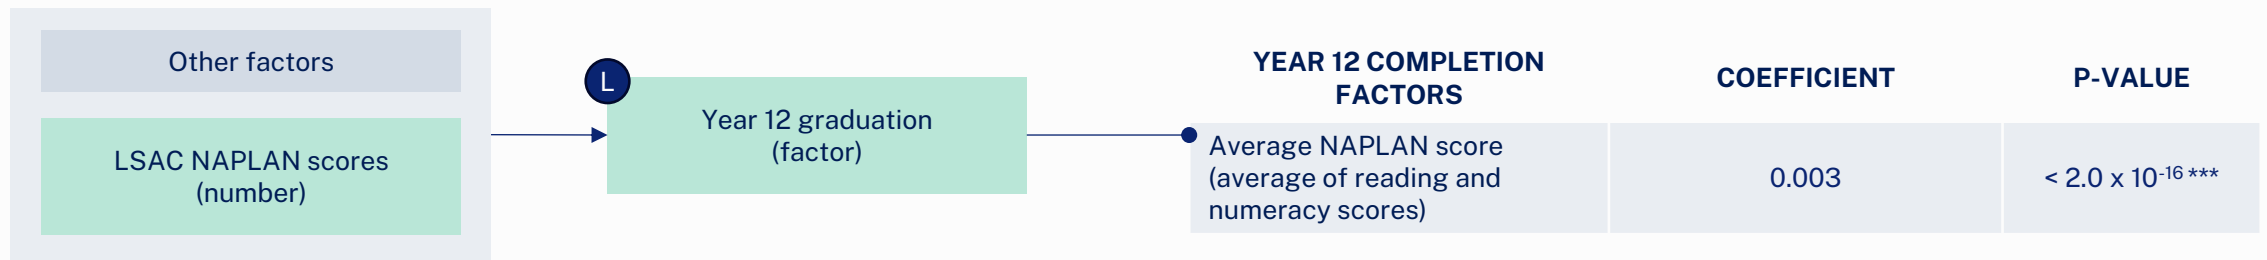 Other factors
LSAC NAPLAN scores
(number)
L
Year 12 graduation
(factor)
YEAR 12 COMPLETION
FACTORS
COEFFICIENT
P-VALUE
Average NAPLAN score
(average of reading and
numeracy scores)
0.003
< 2.0 x 10⁻¹⁶ ***